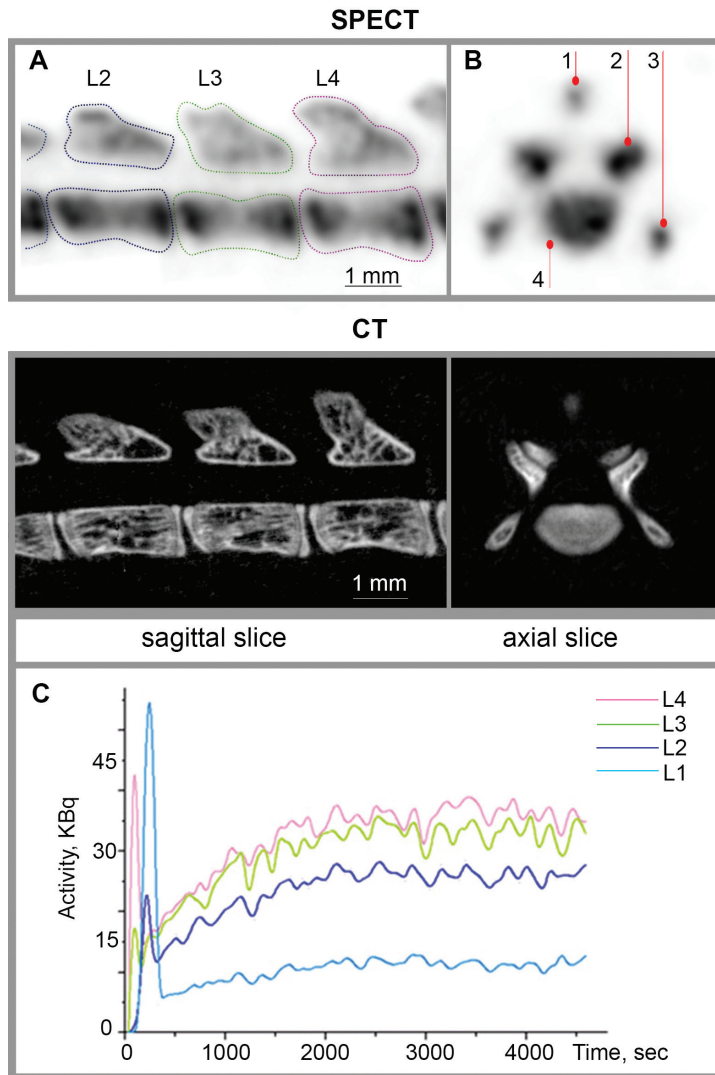 SPECT
A
L2
L3
L4
1 mm
B
1
2
3
4
CT
1 mm
sagittal slice
axial slice
C
L4
L3
L2
L1
Activity, KBq
45
30
15
0
0
1000
2000
3000
4000
Time, sec